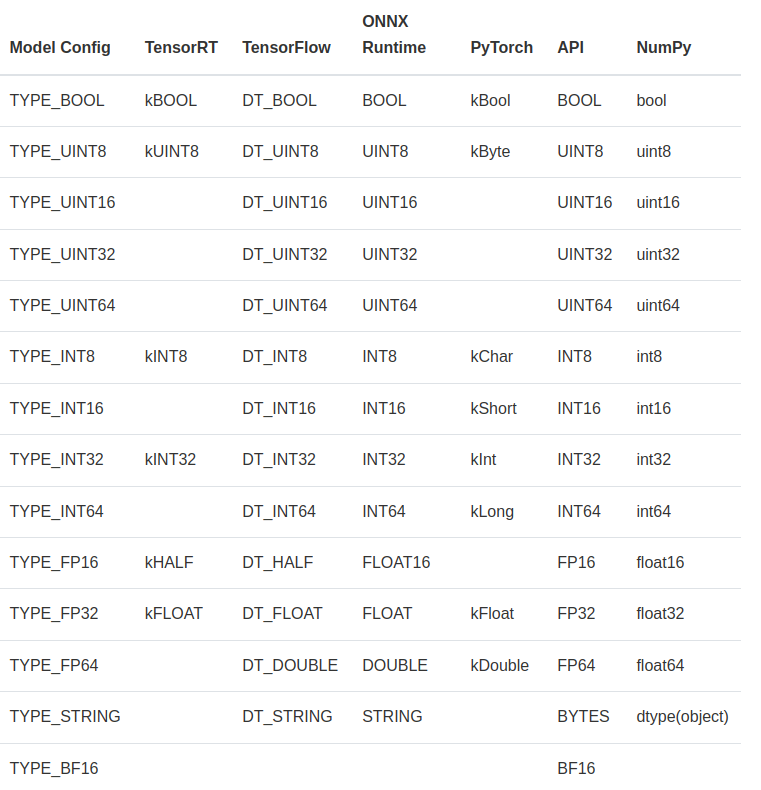 ONNX
Model Config TensorRT TensorFlow Runtime PyTorch API NumPy
TYPE_BOOL kBOOL DT_BOOL BOOL kBool BOOL bool
TYPE_UINT8 kUINT8 DT_UINT8 UINT8 kByte UINT8 uint8
TYPE_UINT16 DT_UINT16 UINT16 UINT16 uint16
TYPE_UINT32 DT_UINT32 UINT32 UINT32 uint32
TYPE_UINT64 DT_UINT64 UINT64 UINT64 uint64
TYPE_INT8 kINT8 DT_INT8 INT8 kChar INT8 int8
TYPE_INT16 DT_INT16 INT16 kShort INT16 int16
TYPE_INT32 kINT32 DT_INT32 INT32 kInt INT32 int32
TYPE_INT64 DT_INT64 INT64 kLong INT64 int64
TYPE_FP16 kHALF DT_HALF FLOAT16 FP16 float16
TYPE_FP32 kFLOAT DT_FLOAT FLOAT kFloat FP32 float32
TYPE_FP64 DT_DOUBLE DOUBLE kDouble FP64 float64
TYPE_STRING DT_STRING STRING BYTES dtype(object)
TYPE_BF16 BF16